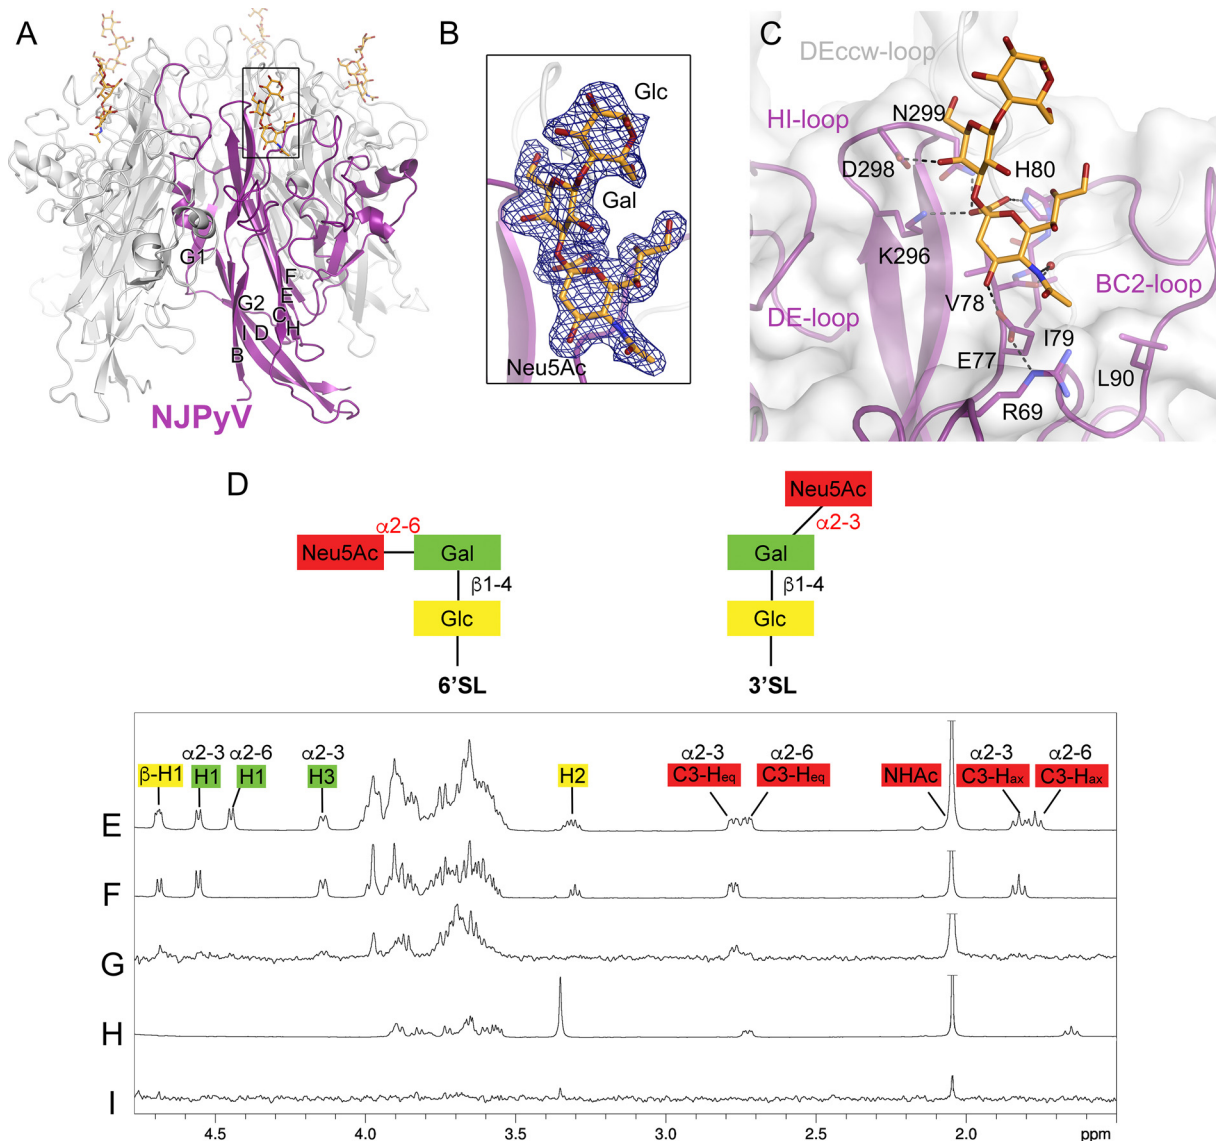 A
G1
G2
I
D
B
F
E
C
H
NJPyV
B
Glc
Gal
Neu5Ac
C
DEccw-loop
HI-loop
N299
D298
H80
K296
DE-loop
V78
BC2-loop
I79
E77
L90
R69
D
Neu5Ac
α2-6
Gal
β1-4
Glc
6'SL
Neu5Ac
α2-3
Gal
β1-4
Glc
3'SL
α2-3 α2-6 α2-3 α2-3 α2-6 α2-3 α2-6
β-H1 H1 H1 H3 H2 C3-Heq C3-Heq NHAc C3-Hax C3-Hax
E
F
G
H
I
4.5 4.0 3.5 3.0 2.5 2.0 ppm